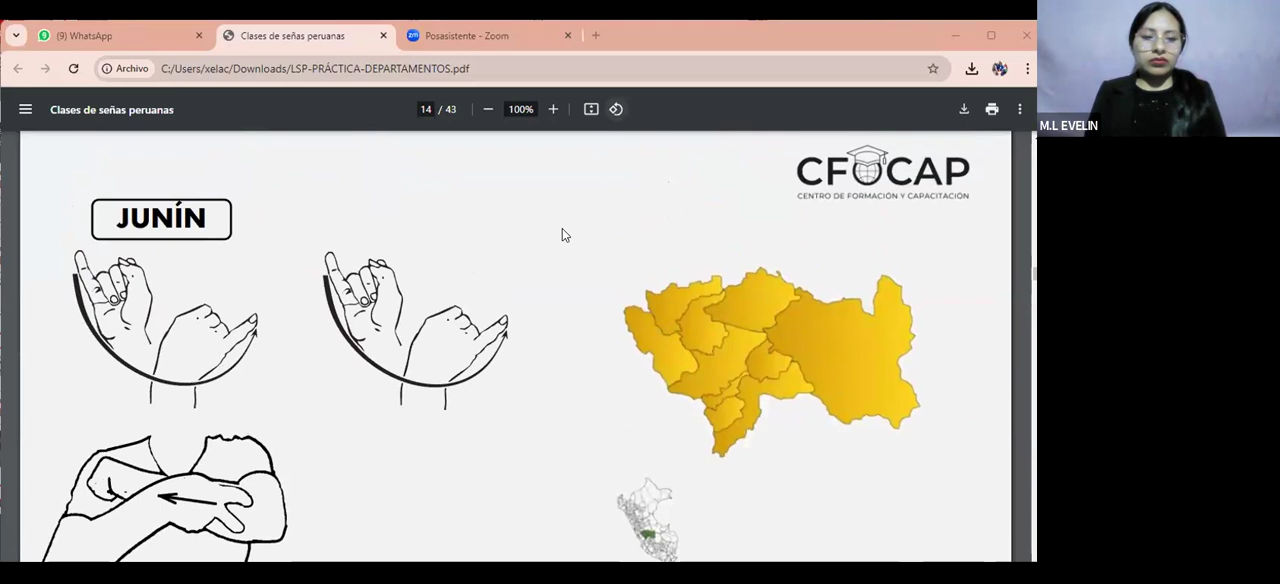 (9) WhatsApp
Clases de señas peruanas
Posasistente - Zoom
Archivo
C:/Users/xelac/Downloads/LSP-PRÁCTICA-DEPARTAMENTOS.pdf
Clases de señas peruanas
14 / 43
100%
M.L EVELIN
CFOCAP
CENTRO DE FORMACIÓN Y CAPACITACIÓN
JUNÍN